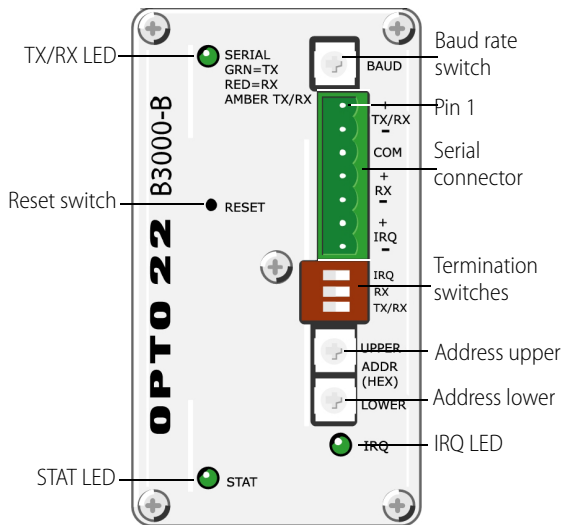 TX/RX LED
SERIAL
GRN=TX
RED=RX
AMBER TX/RX
BAUD
Baud rate
switch
+
TX/RX
-
Pin 1
COM
Serial
connector
+
RX
-
+
IRQ
-
B3000-B
OPTO 22
Reset switch
RESET
IRQ
RX
TX/RX
Termination
switches
UPPER
ADDR
(HEX)
LOWER
Address upper
Address lower
IRQ
IRQ LED
STAT LED
STAT